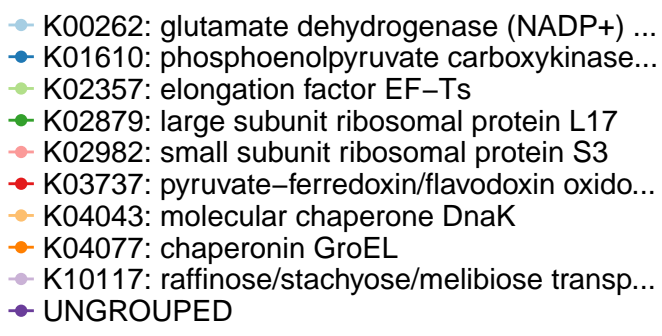 K00262: glutamate dehydrogenase (NADP+) ...
K01610: phosphoenolpyruvate carboxykinase...
K02357: elongation factor EF−Ts
K02879: large subunit ribosomal protein L17
K02982: small subunit ribosomal protein S3
K03737: pyruvate−ferredoxin/flavodoxin oxido...
K04043: molecular chaperone DnaK
K04077: chaperonin GroEL
K10117: raffinose/stachyose/melibiose transp...
UNGROUPED